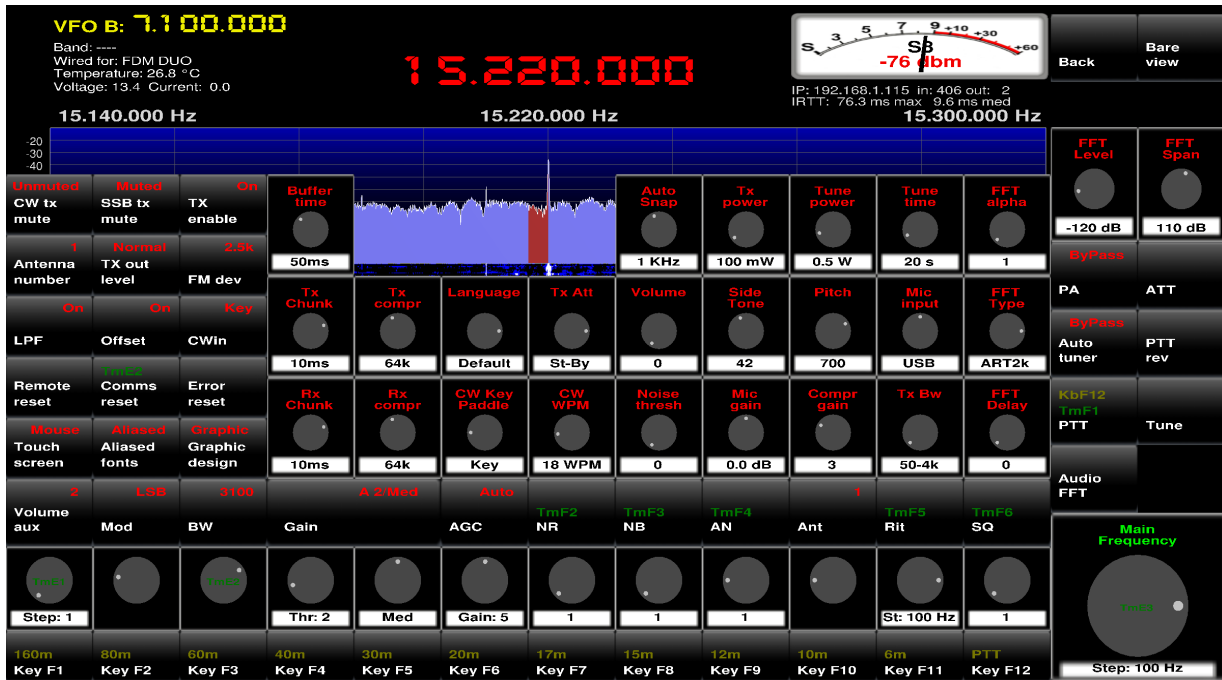 VFO B: 7.100.000
Band: ----
Wired for: FDM DUO
Temperature: 26.8 °C
Voltage: 13.4 Current: 0.0
15.220.000
S 3 5 7 9 +10 +30 +60
S8
-76 dbm
IP: 192.168.1.115 in: 406 out: 2
IRTT: 76.3 ms max 9.6 ms med
Back
Bare
view
15.140.000 Hz 15.220.000 Hz 15.300.000 Hz
-20
-30
-40
FFT
Level
-120 dB
FFT
Span
110 dB
Unmuted
CW tx
mute
Muted
SSB tx
mute
On
TX
enable
Buffer
time
50ms
Auto
Snap
1 KHz
Tx
power
100 mW
Tune
power
0.5 W
Tune
time
20 s
FFT
alpha
1
1
Antenna
number
Normal
TX out
level
2.5k
FM dev
ByPass
PA
ATT
On
LPF
On
Offset
Key
CWin
Tx
Chunk
10ms
Tx
compr
64k
Language
Default
Tx Att
St-By
Volume
0
Side
Tone
42
Pitch
700
Mic
input
USB
FFT
Type
ART2k
ByPass
Auto
tuner
PTT
rev
Remote
reset
TmE2
Comms
reset
Error
reset
Rx
Chunk
10ms
Rx
compr
64k
CW Key
Paddle
Key
CW
WPM
18 WPM
Noise
thresh
0
Mic
gain
0.0 dB
Compr
gain
3
Tx Bw
50-4k
FFT
Delay
0
KbF12
TmF1
PTT
Tune
Mouse
Touch
screen
Aliased
Aliased
fonts
Graphic
Graphic
design
Audio
FFT
2
Volume
aux
LSB
Mod
3100
BW
A 2/Med
Gain
Auto
AGC
TmF2
NR
TmF3
NB
TmF4
AN
I
Ant
TmF5
Rit
TmF6
SQ
Step: 1
Thr: 2
Med
Gain: 5
1
1
1
St: 100 Hz
1
Main
Frequency
Step: 100 Hz
160m
Key F1
80m
Key F2
60m
Key F3
40m
Key F4
30m
Key F5
20m
Key F6
17m
Key F7
15m
Key F8
12m
Key F9
10m
Key F10
6m
Key F11
PTT
Key F12